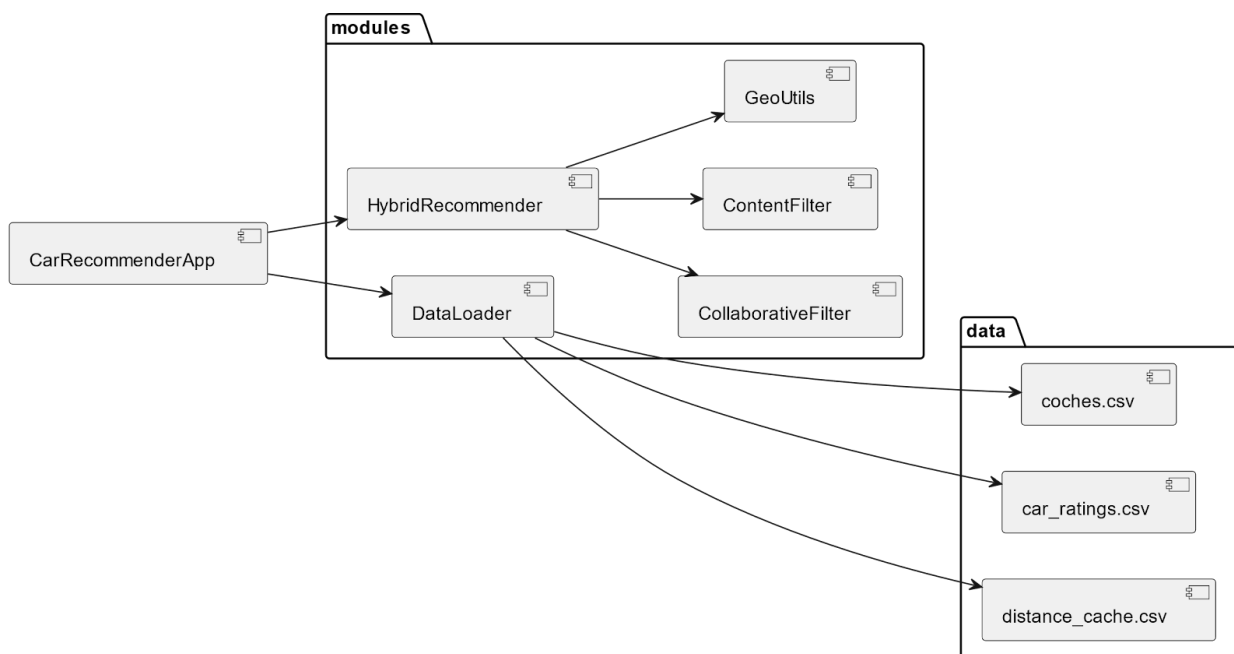 modules
GeoUtils
HybridRecommender
ContentFilter
CarRecommenderApp
DataLoader
CollaborativeFilter
data
coches.csv
car_ratings.csv
distance_cache.csv